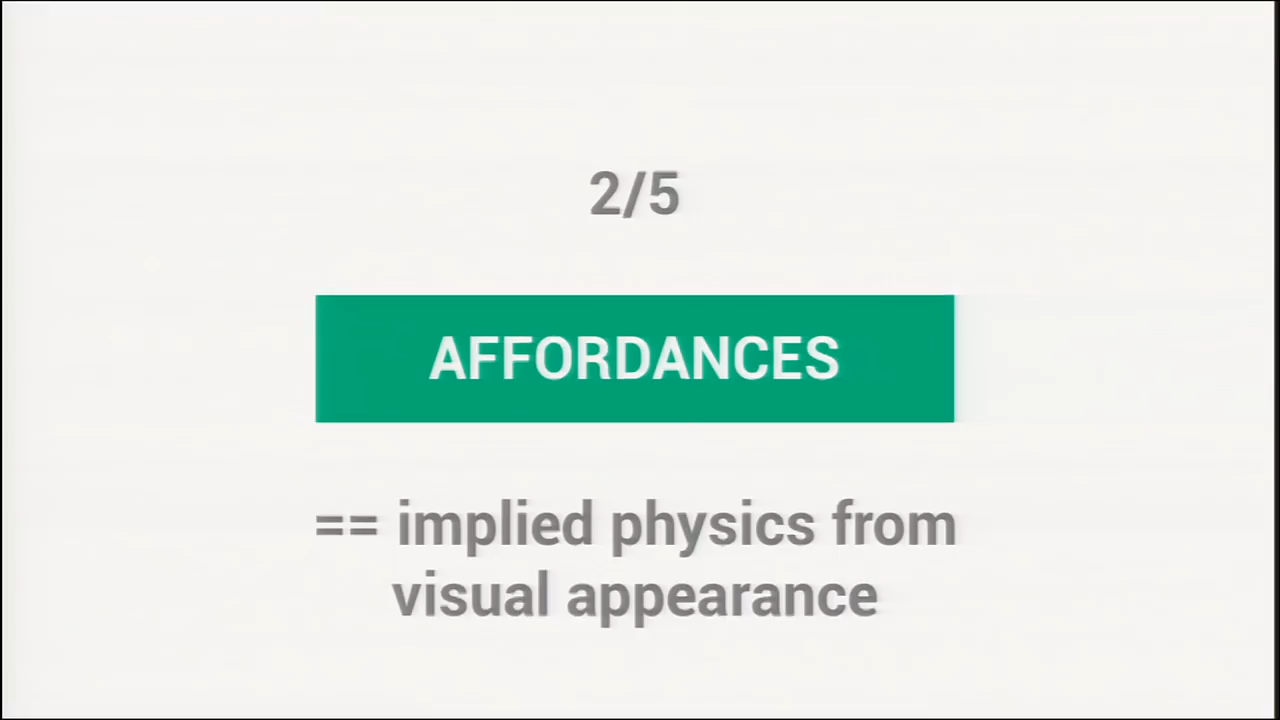 2/5
AFFORDANCES
== implied physics from
visual appearance